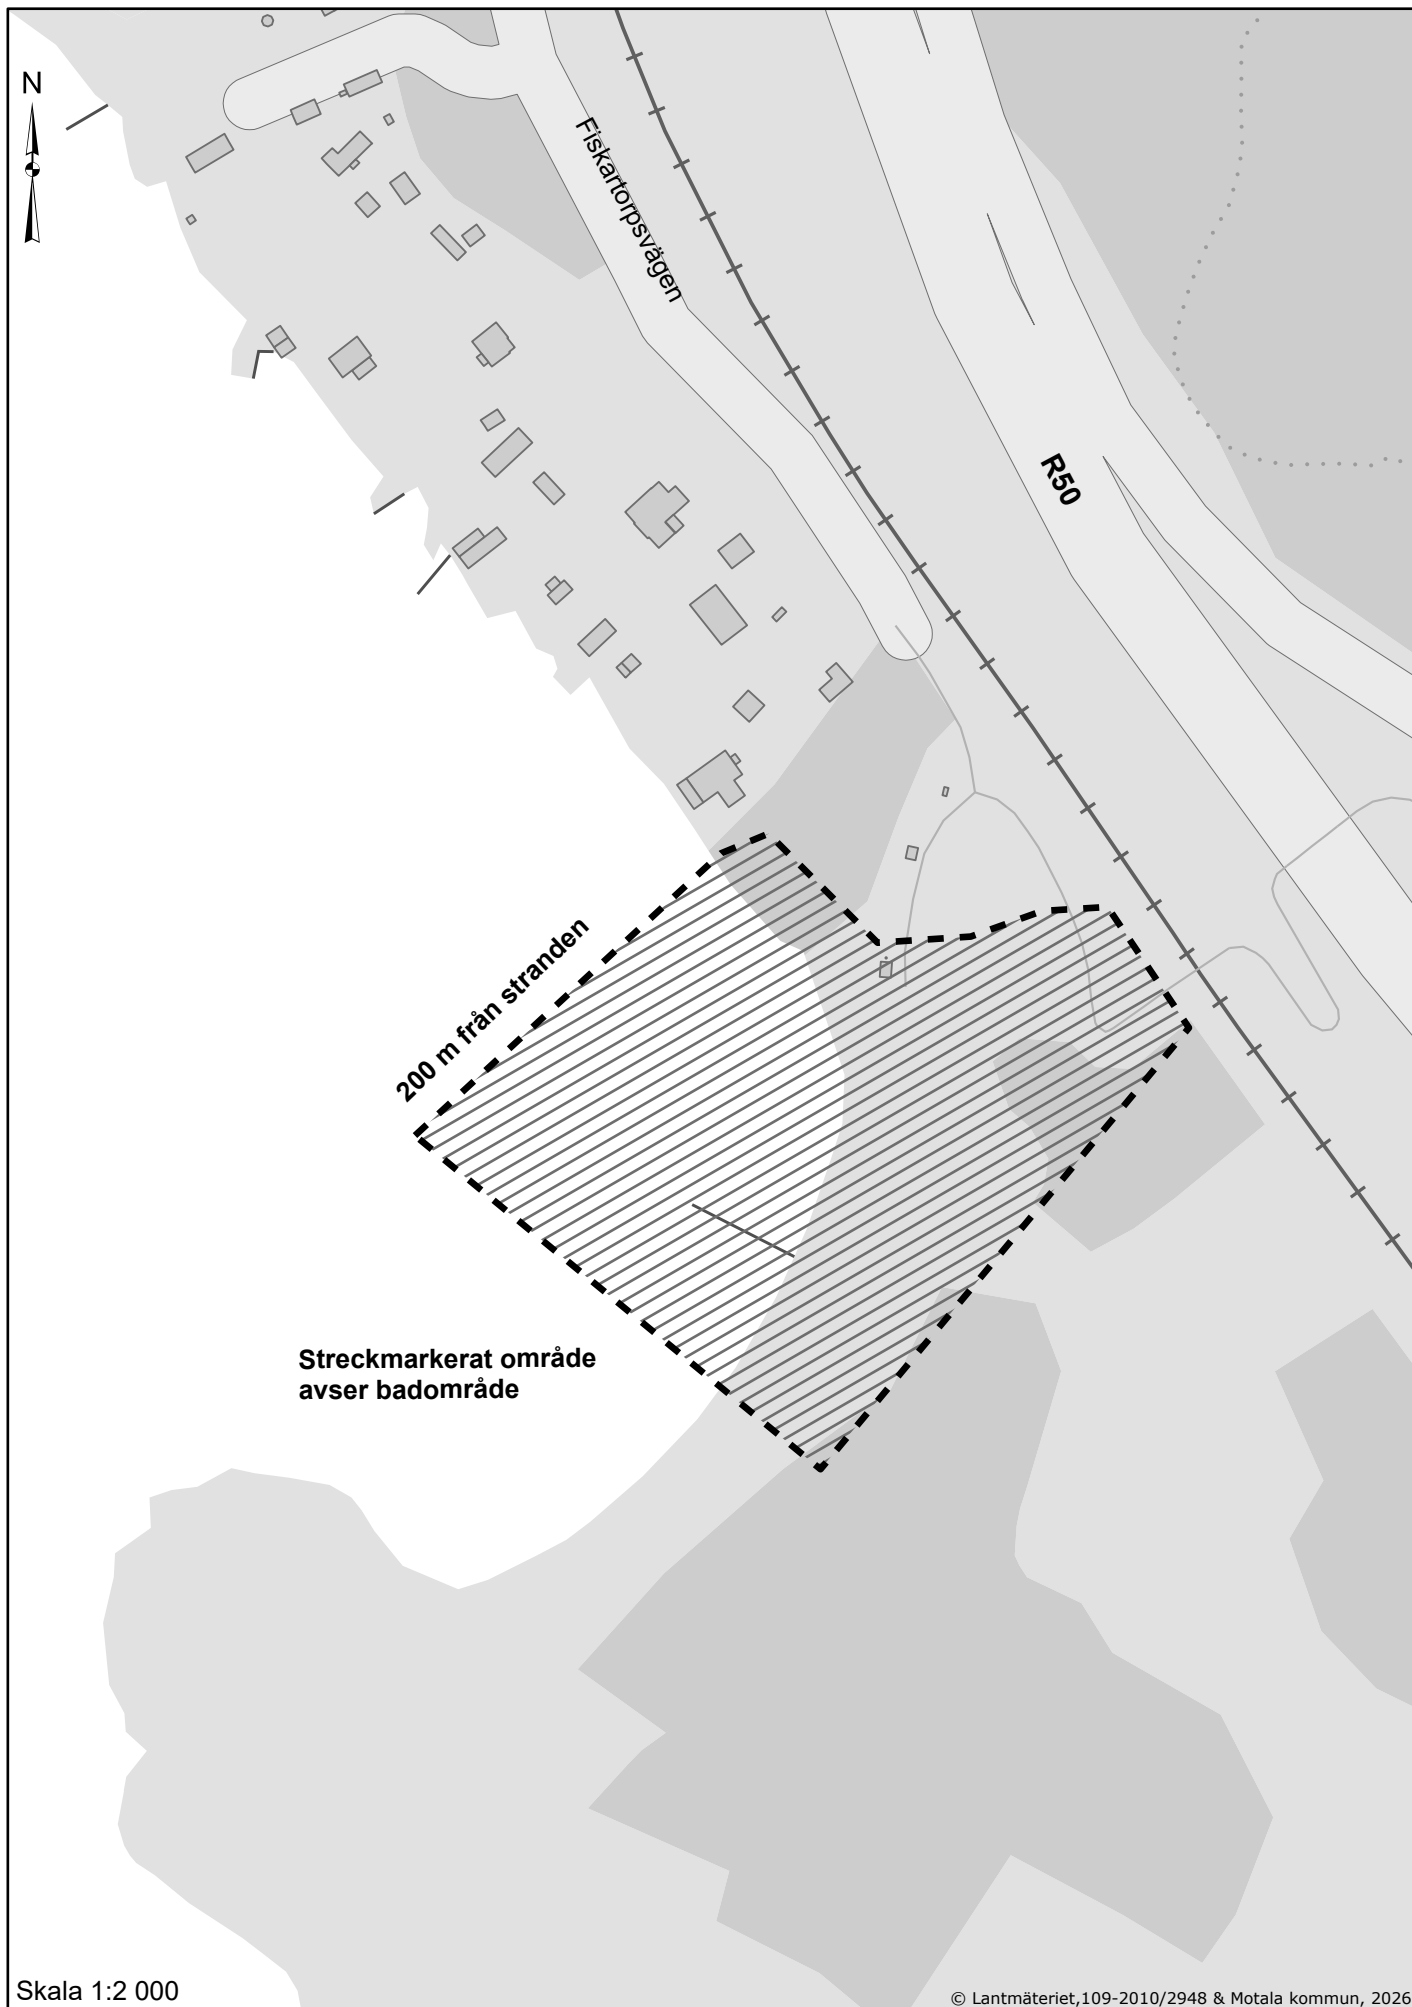 N
Fiskartorpsvägen
R50
200 m från stranden
Streckmarkerat område
avser badområde
Skala 1:2 000
© Lantmäteriet,109-2010/2948 & Motala kommun, 2026